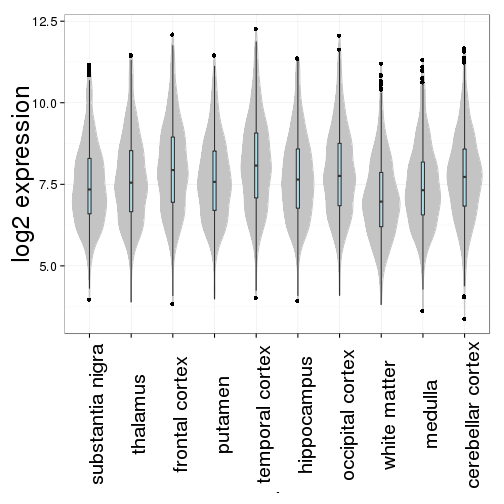 log2 expression
12.5
10.0
7.5
5.0
substantia nigra
thalamus
frontal cortex
putamen
temporal cortex
hippocampus
occipital cortex
white matter
medulla
cerebellar cortex